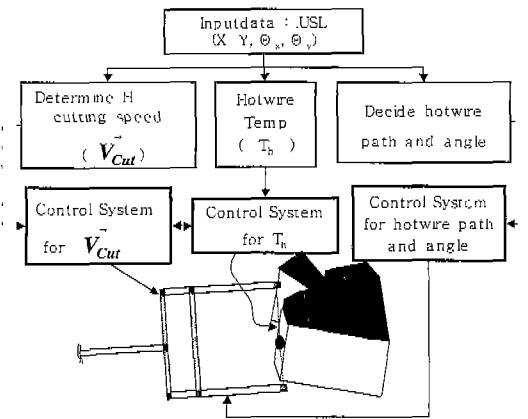 Inputdata : .USL
(X Y, Θx, Θy)
Determine H
cutting speed
( V⃗Cut )
Hotwire
Temp
( Th )
Decide hotwire
path and angle
Control System
for V⃗Cut
Control System
for Th
Control System
for hotwire path
and angle